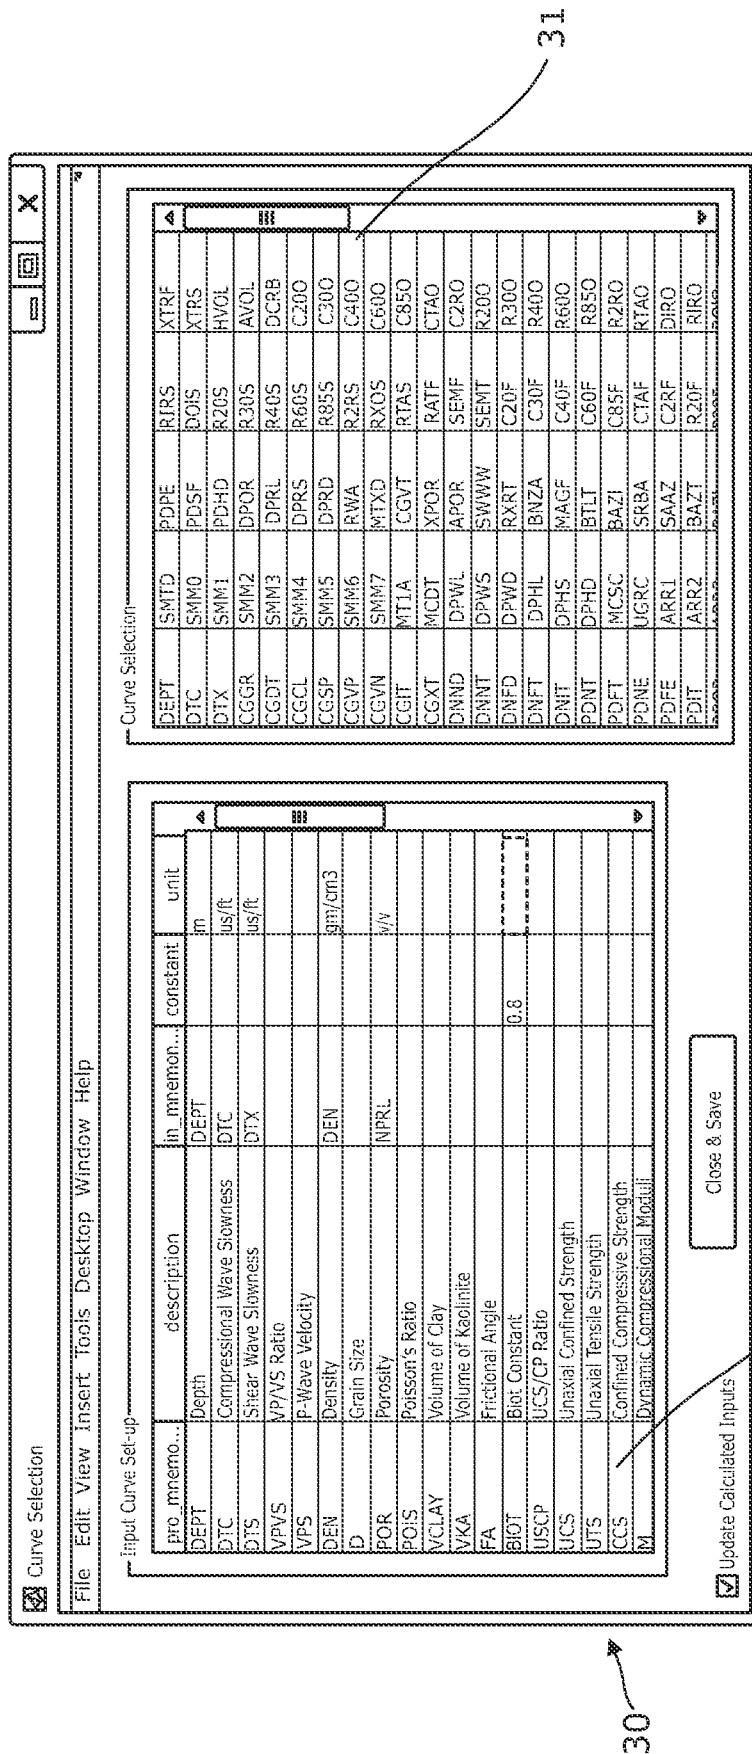 Curve Selection
File Edit View Insert Tools Desktop Window Help
Input Curve Set-up
pro_mnemo... description in_mnemon... constant unit
DEPT Depth DEPT m
DTC Compressional Wave Slowness DTC us/ft
DTS Shear Wave Slowness DTX us/ft
VPVS VP/VS Ratio
VPS P-Wave Velocity
DEN Density DEN gm/cm3
D Grain Size
POR Porosity NPRL v/v
POIS Poisson's Ratio
VCLAY Volume of Clay
VKA Volume of Kaolinite
FA Frictional Angle
BIOT Biot Constant 0.8
USCP UCS/CP Ratio
UCS Unaxial Confined Strength
UTS Unaxial Tensile Strength
CCS Confined Compressive Strength
M Dynamic Compressional Moduli
Curve Selection
DEPT SMTD PDPE RIRS XTRF
DTC SMM0 PDSF DOIS XTRS
DTX SMM1 PDHD R20S HVOL
CGGR SMM2 DPOR R30S AVOL
CGDT SMM3 DPRL R40S DCRB
CGCL SMM4 DPRS R60S C20O
CGSP SMM5 DPRD R85S C30O
CGVP SMM6 RWA R2RS C40O
CGVN SMM7 MTXD RXOS C60O
CGIT MT1A CGVT RTAS C85O
CGXT MCDT XPOR RATF CTAO
DNND DPWL APOR SEMF C2RO
DNNT DPWS SWWW SEMT R20O
DNFD DPWD RXRT C20F R30O
DNFT DPHL BNZA C30F R40O
DNIT DPHS MAGF C40F R60O
PDNT DPHD BTLT C60F R85O
PDFT MCSC BAZI C85F R2RO
PDNE UGRC SRBA CTAF RTAO
PDFE ARR1 SAAZ C2RF DIRO
PDIT ARR2 BAZT R20F RIRO
Update Calculated Inputs
Close & Save
30
31